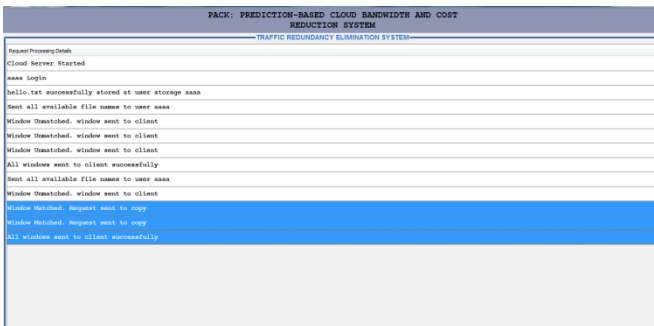 PACK: PREDICTION-BASED CLOUD BANDWIDTH AND COST
REDUCTION SYSTEM
TRAFFIC REDUNDANCY ELIMINATION SYSTEM
Request Processing Details
Cloud Server Started
aaaa Login
hello.txt successfully stored at user storage aaaa
Sent all available file names to user aaaa
Window Unmatched. window sent to client
Window Unmatched. window sent to client
Window Unmatched. window sent to client
All windows sent to client successfully
Sent all available file names to user aaaa
Window Unmatched. window sent to client
Window Matched. Request sent to copy
Window Matched. Request sent to copy
All windows sent to client successfully